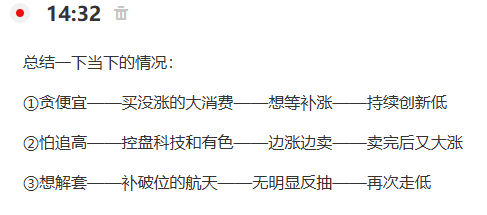 14:32
总结一下当下的情况：
①贪便宜——买没涨的大消费——想等补涨——持续创新低
②怕追高——控盘科技和有色——边涨边卖——卖完后又大涨
③想解套——补破位的航天——无明显反抽——再次走低